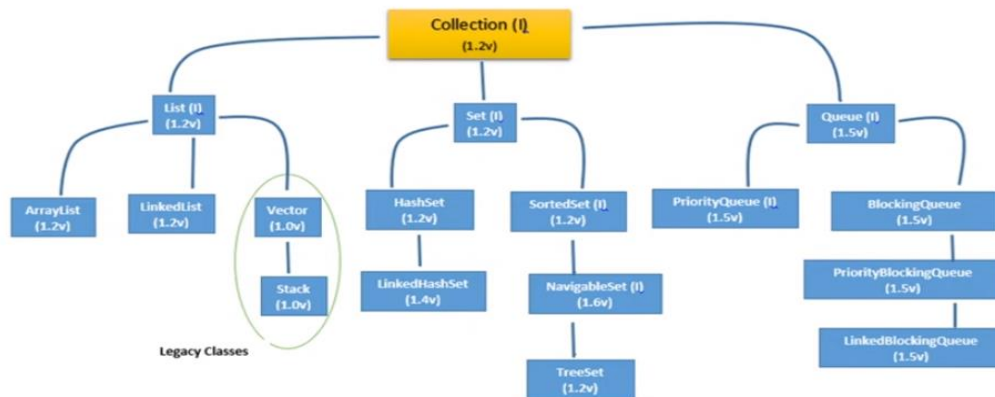 Collection (I)
(1.2v)
List (I)
(1.2v)
Set (I)
(1.2v)
Queue (I)
(1.5v)
ArrayList
(1.2v)
LinkedList
(1.2v)
Vector
(1.0v)
HashSet
(1.2v)
SortedSet (I)
(1.2v)
PriorityQueue (I)
(1.5v)
BlockingQueue
(1.5v)
Stack
(1.0v)
LinkedHashSet
(1.4v)
NavigableSet (I)
(1.6v)
PriorityBlockingQueue
(1.5v)
Legacy Classes
TreeSet
(1.2v)
LinkedBlockingQueue
(1.5v)